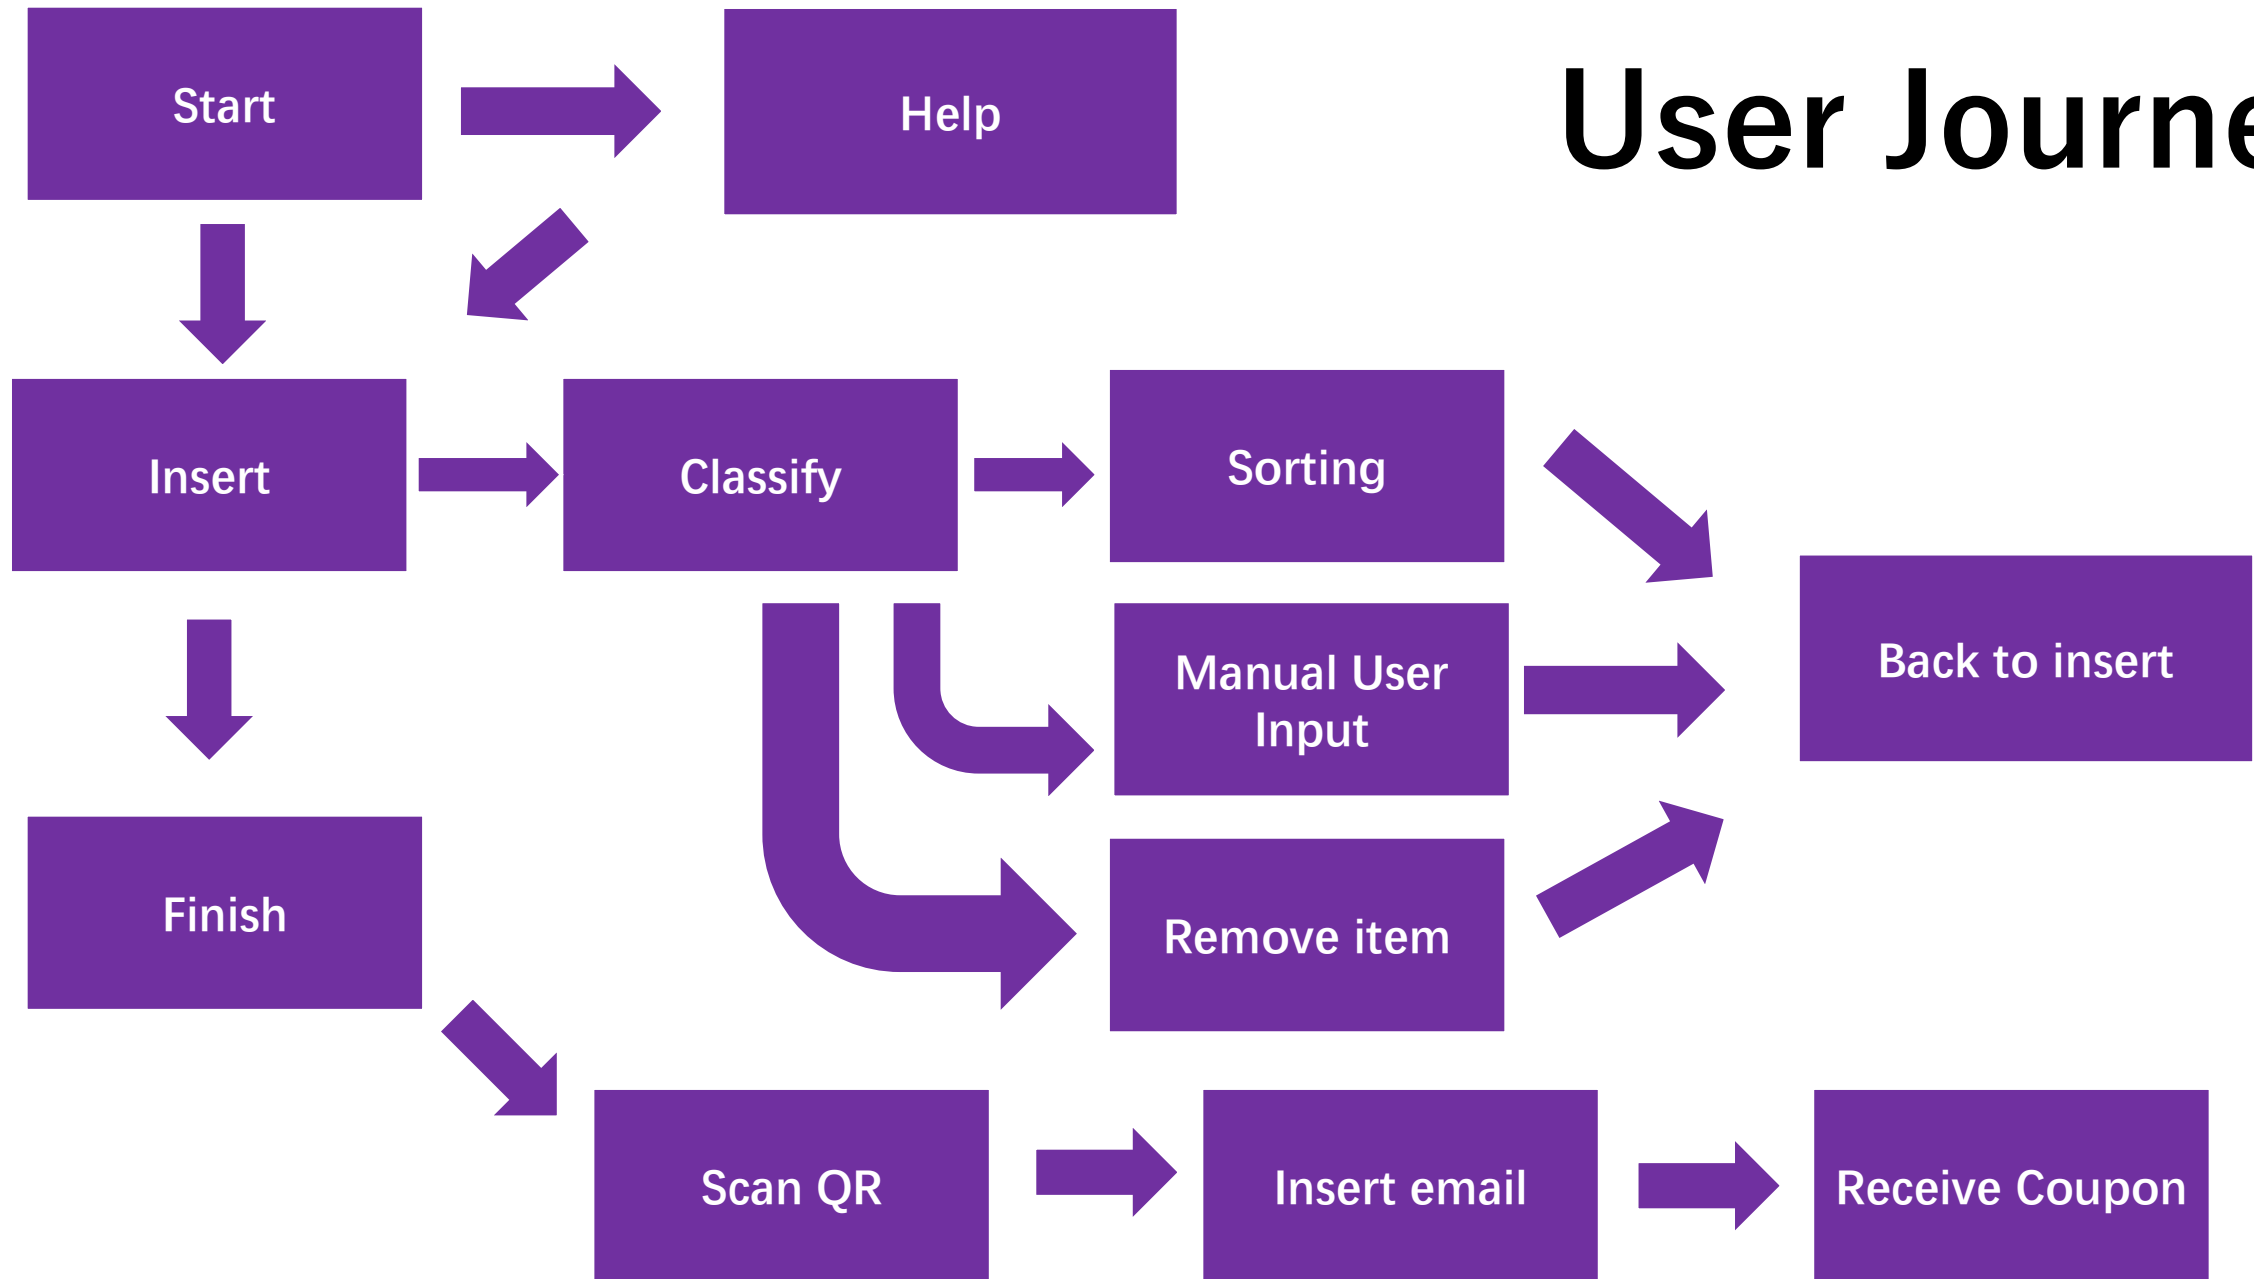 Start
Help
User Journe
Insert
Classify
Sorting
Manual User
Input
Back to insert
Finish
Remove item
Scan QR
Insert email
Receive Coupon